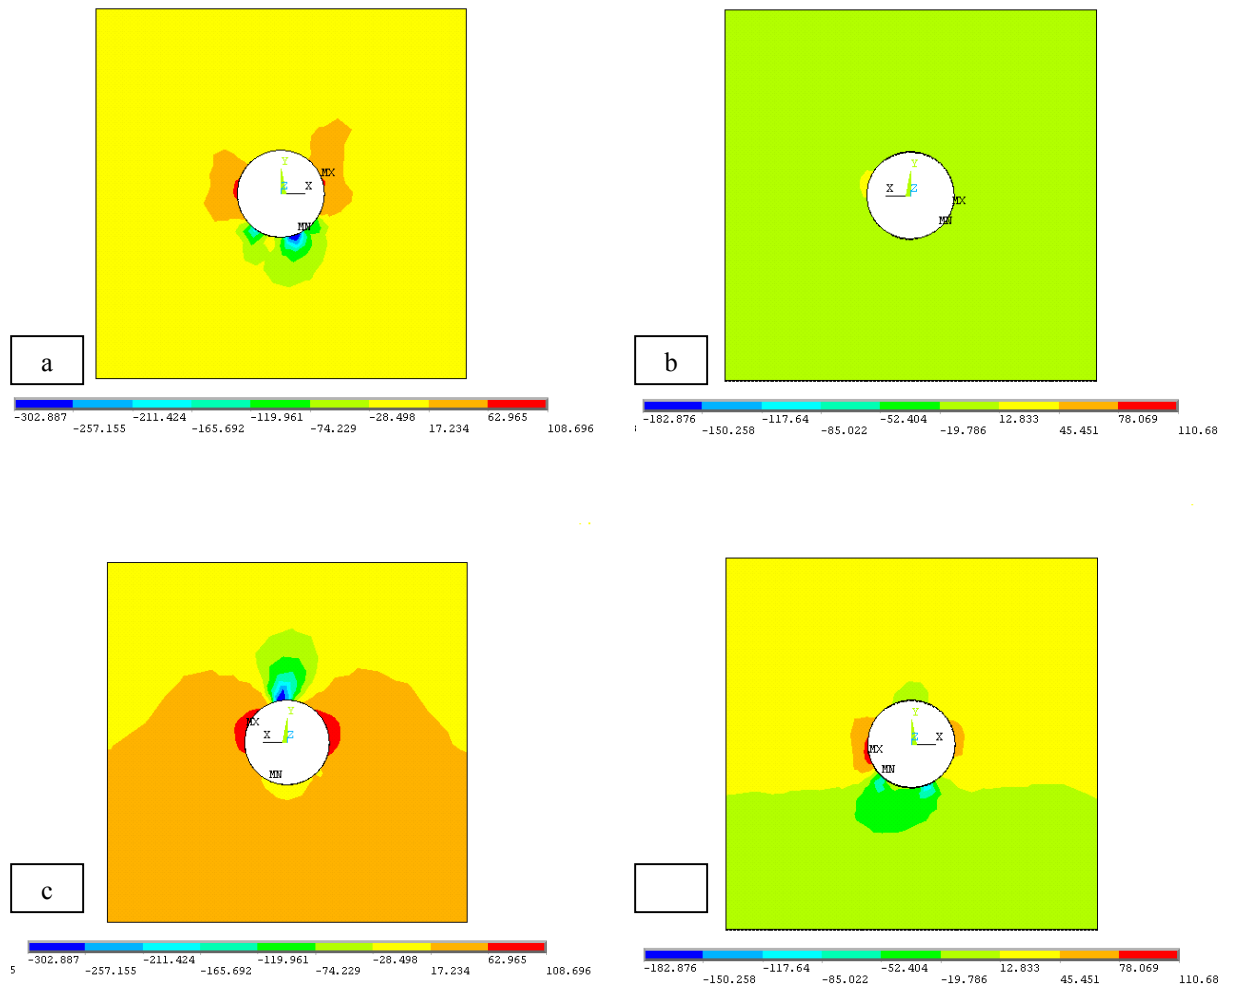 Y
MX
Z X
MN
a
-302.887 -211.424 -119.961 -28.498 62.965
-257.155 -165.692 -74.229 17.234 108.696
Y
X Z
MX
MN
b
-182.876 -117.64 -52.404 12.833 78.069
-150.258 -85.022 -19.786 45.451 110.68
Y
MX
X Z
MN
c
-302.887 -211.424 -119.961 -28.498 62.965
5 -257.155 -165.692 -74.229 17.234 108.696
Y
Z X
MX
MN
-182.876 -117.64 -52.404 12.833 78.069
-150.258 -85.022 -19.786 45.451 110.68